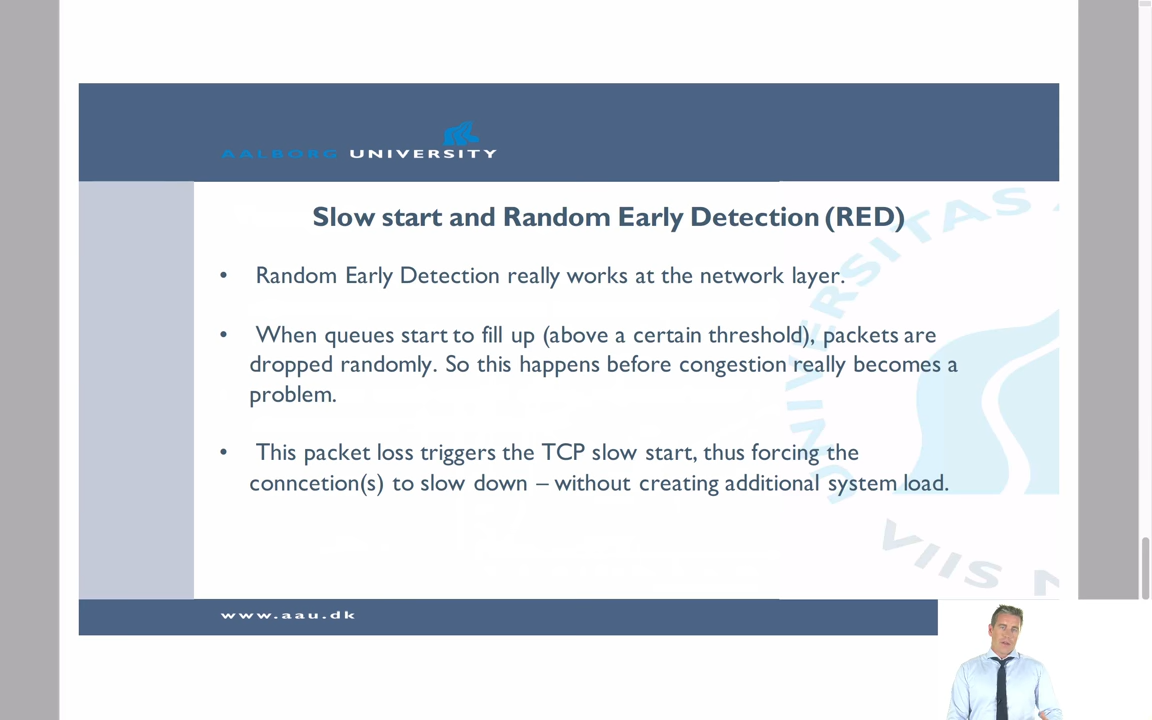 AALBORG UNIVERSITY
Slow start and Random Early Detection (RED)
• Random Early Detection really works at the network layer.
• When queues start to fill up (above a certain threshold), packets are
dropped randomly. So this happens before congestion really becomes a
problem.
• This packet loss triggers the TCP slow start, thus forcing the
conncetion(s) to slow down – without creating additional system load.
UNIVERSITAS A
VIIS N
www.aau.dk